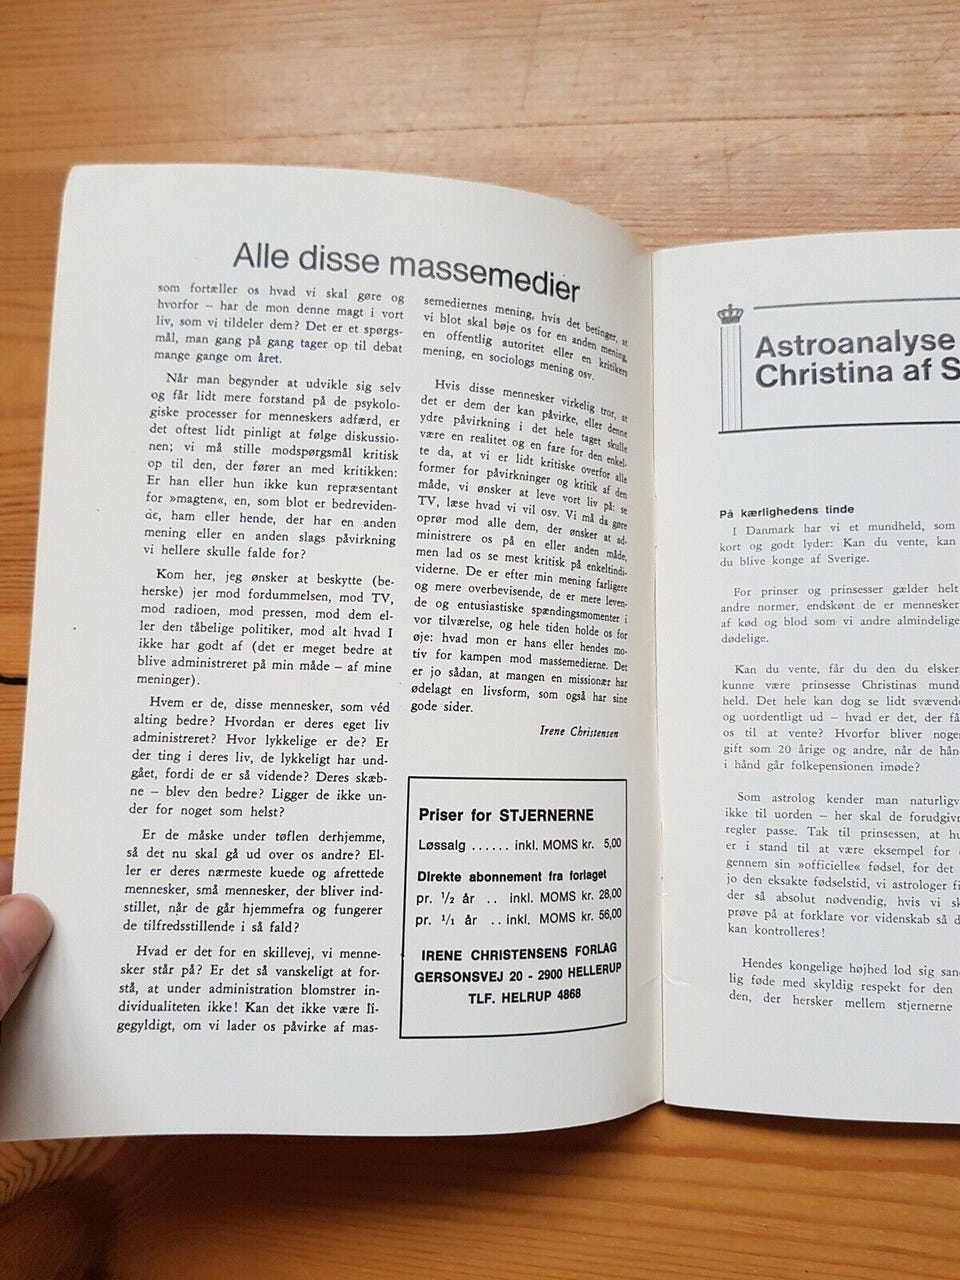 Alle disse massemedier
som fortæller os hvad vi skal gøre og
hvorfor – har de mon denne magt i vort
liv, som vi tildeler dem? Det er et spørgs-
mål, man gang på gang tager op til debat
mange gange om året.
Når man begynder at udvikle sig selv
og får lidt mere forstand på de psykolo-
giske processer for menneskers adfærd, er
det oftest lidt pinligt at følge diskussio-
nen; vi må stille modspørgsmål kritisk
op til den, der fører an med kritikken:
Er han eller hun ikke kun repræsentant
for »magten«, en, som blot er bedreviden-
de, ham eller hende, der har en anden
mening eller en anden slags påvirkning
vi hellere skulle falde for?
Kom her, jeg ønsker at beskytte (be-
herske) jer mod fordummelsen, mod TV,
mod radioen, mod pressen, mod dem el-
ler den tåbelige politiker, mod alt hvad I
ikke har godt af (det er meget bedre at
blive administreret på min måde – af mine
meninger).
Hvem er de, disse mennesker, som véd
alting bedre? Hvordan er deres eget liv
administreret? Hvor lykkelige er de? Er
der ting i deres liv, de lykkeligt har und-
gået, fordi de er så vidende? Deres skæb-
ne – blev den bedre? Ligger de ikke un-
der for noget som helst?
Er de måske under tøflen derhjemme,
så det nu skal gå ud over os andre? El-
ler er deres nærmeste kuede og afrettede
mennesker, små mennesker, der bliver ind-
stillet, når de går hjemmefra og fungerer
de tilfredsstillende i så fald?
Hvad er det for en skillevej, vi menne-
sker står på? Er det så vanskeligt at for-
stå, at under administration blomstrer in-
dividualiteten ikke! Kan det ikke være li-
gegyldigt, om vi lader os påvirke af mas-
semediernes mening, hvis det betinger, at
vi blot skal bøje os for en anden mening,
en offentlig autoritet eller en kritikers
mening, en sociologs mening osv.
Hvis disse mennesker virkelig tror, at
det er dem der kan påvirke, eller denne
ydre påvirkning i det hele taget skulle
være en realitet og en fare for den enkel-
te da, at vi er lidt kritiske overfor alle
former for påvirkninger og kritik af den
måde, vi ønsker at leve vort liv på: se
TV, læse hvad vi vil osv. Vi må da gøre
oprør mod alle dem, der ønsker at ad-
ministrere os på en eller anden måde,
men lad os se mest kritisk på enkeltindi-
viderne. De er efter min mening farligere
og mere overbevisende, de er mere leven-
de og entusiastiske spændingsmomenter i
vor tilværelse, og hele tiden holde os for
øje: hvad mon er hans eller hendes mo-
tiv for kampen mod massemedierne. Det
er jo sådan, at mangen en missionær har
ødelagt en livsform, som også har sine
gode sider.
Irene Christensen
Priser for STJERNERNE
Løssalg ...... inkl. MOMS kr. 5,00
Direkte abonnement fra forlaget
pr. 1/2 år .. inkl. MOMS kr. 28,00
pr. 1/1 år .. inkl. MOMS kr. 56,00
IRENE CHRISTENSENS FORLAG
GERSONSVEJ 20 - 2900 HELLERUP
TLF. HELRUP 4868
Astroanalyse
Christina af S
På kærlighedens tinde
I Danmark har vi et mundheld, som
kort og godt lyder: Kan du vente, kan
du blive konge af Sverige.
For prinser og prinsesser gælder helt
andre normer, endskønt de er mennesker
af kød og blod som vi andre almindelige
dødelige.
Kan du vente, får du den du elsker,
kunne være prinsesse Christinas mund-
held. Det hele kan dog se lidt svævende
og uordentligt ud – hvad er det, der få
os til at vente? Hvorfor bliver noger
gift som 20 årige og andre, når de hån
i hånd går folkepensionen imøde?
Som astrolog kender man naturligv
ikke til uorden – her skal de forudgivn
regler passe. Tak til prinsessen, at hu
er i stand til at være eksempel for
gennem sin »officielle« fødsel, for det
jo den eksakte fødselstid, vi astrologer fi
der så absolut nødvendig, hvis vi sk
prøve på at forklare vor videnskab så d
kan kontrolleres!
Hendes kongelige højhed lod sig san
lig føde med skyldig respekt for den
den, der hersker mellem stjernerne